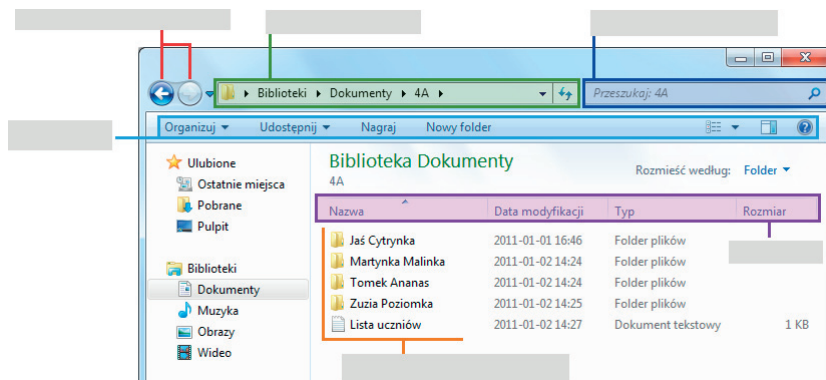 Biblioteki Dokumenty 4A
Przeszukaj: 4A
Organizuj Udostępnij Nagraj Nowy folder
Ulubione
Ostatnie miejsca
Pobrane
Pulpit
Biblioteki
Dokumenty
Muzyka
Obrazy
Wideo
Biblioteka Dokumenty
4A
Rozmieść według: Folder
Nazwa Data modyfikacji Typ Rozmiar
Jaś Cytrynka 2011-01-01 16:46 Folder plików
Martynka Malinka 2011-01-02 14:24 Folder plików
Tomek Ananas 2011-01-02 14:24 Folder plików
Zuzia Poziomka 2011-01-02 14:25 Folder plików
Lista uczniów 2011-01-02 14:27 Dokument tekstowy 1 KB